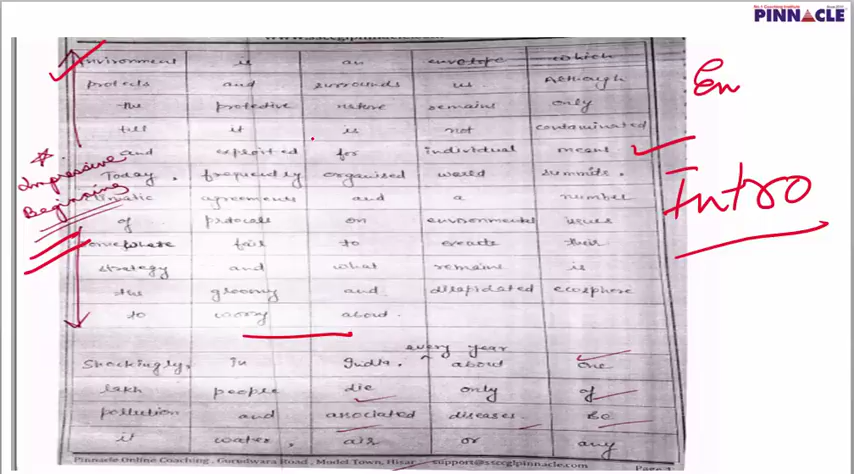 No.1 Coaching Institute
PINNACLE
www.ssccglpinnacle.com
Environment is an envelope which
protects and surrounds us. Although
the protective nature remains only
till it is not contaminated
and exploited for individual means.
Today, frequently organised world summits.
climatic agreements and a number
of protocols on environmental issues
somewhere fair to execute their
strategy and what remains is
the gloomy and dilapidated ecosphere
to worry about.
every year
Shockingly, in India. about one
lakh people die only of
pollution and associated diseases. Be
it water, air or any
Pinnacle Online Coaching, Gurudwara Road, Model Town, Hisar support@ssccglpinnacle.com Page
Impressive
Beginning
En
Intro